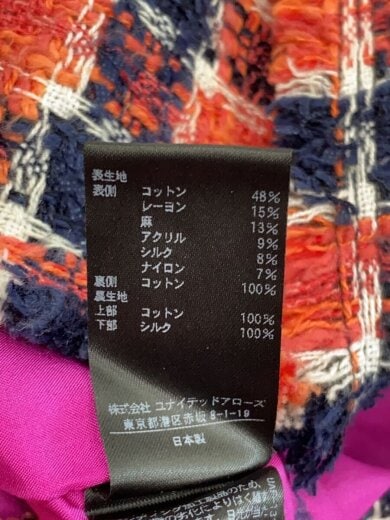 表生地
表側 コットン 48%
レーヨン 15%
麻 13%
アクリル 9%
シルク 8%
ナイロン 7%
裏側 コットン 100%
裏生地
上部 コットン 100%
下部 シルク 100%
株式会社 ユナイテッドアローズ
東京都港区赤坂 8-1-19
日本製